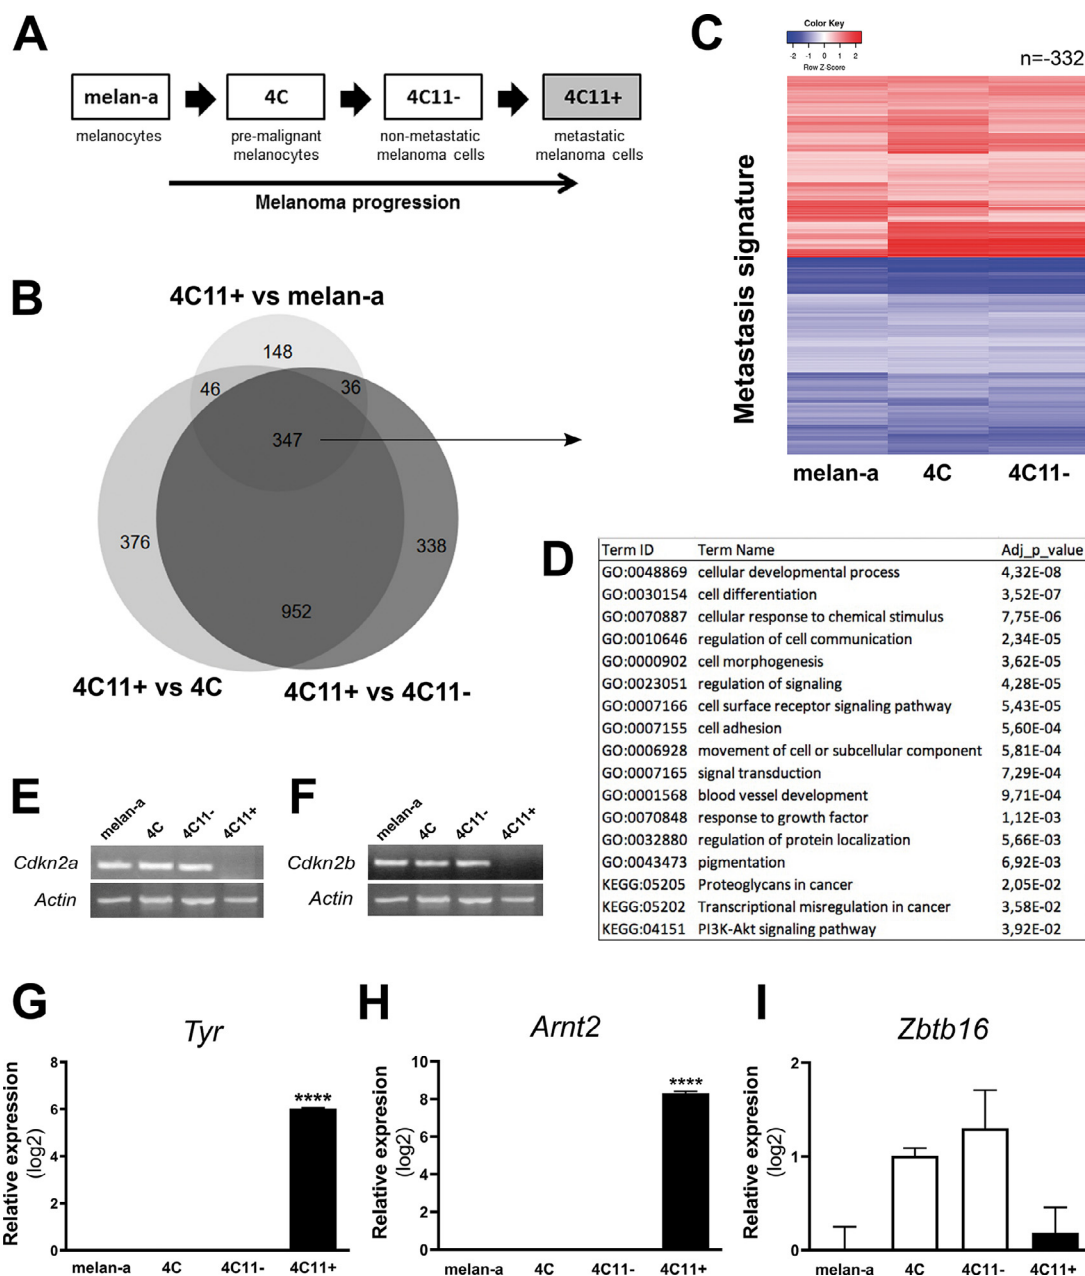 A
melan-a
4C
4C11-
4C11+
melanocytes
pre-malignant
melanocytes
non-metastatic
melanoma cells
metastatic
melanoma cells
Melanoma progression
B
4C11+ vs melan-a
148
46
36
347
376
338
952
4C11+ vs 4C
4C11+ vs 4C11-
C
Color Key
-2 -1 0 1 2
Row Z-Score
n=-332
Metastasis signature
melan-a 4C 4C11-
D
Term ID Term Name Adj_p_value
GO:0048869 cellular developmental process 4,32E-08
GO:0030154 cell differentiation 3,52E-07
GO:0070887 cellular response to chemical stimulus 7,75E-06
GO:0010646 regulation of cell communication 2,34E-05
GO:0000902 cell morphogenesis 3,62E-05
GO:0023051 regulation of signaling 4,28E-05
GO:0007166 cell surface receptor signaling pathway 5,43E-05
GO:0007155 cell adhesion 5,60E-04
GO:0006928 movement of cell or subcellular component 5,81E-04
GO:0007165 signal transduction 7,29E-04
GO:0001568 blood vessel development 9,71E-04
GO:0070848 response to growth factor 1,12E-03
GO:0032880 regulation of protein localization 5,66E-03
GO:0043473 pigmentation 6,92E-03
KEGG:05205 Proteoglycans in cancer 2,05E-02
KEGG:05202 Transcriptional misregulation in cancer 3,58E-02
KEGG:04151 PI3K-Akt signaling pathway 3,92E-02
E
melan-a 4C 4C11- 4C11+
Cdkn2a
Actin
F
melan-a 4C 4C11- 4C11+
Cdkn2b
Actin
G
Tyr
Relative expression
(log2)
8
6
4
2
0
****
melan-a 4C 4C11- 4C11+
H
Arnt2
Relative expression
(log2)
10
8
6
4
2
0
****
melan-a 4C 4C11- 4C11+
I
Zbtb16
Relative expression
(log2)
2
1
0
melan-a 4C 4C11- 4C11+